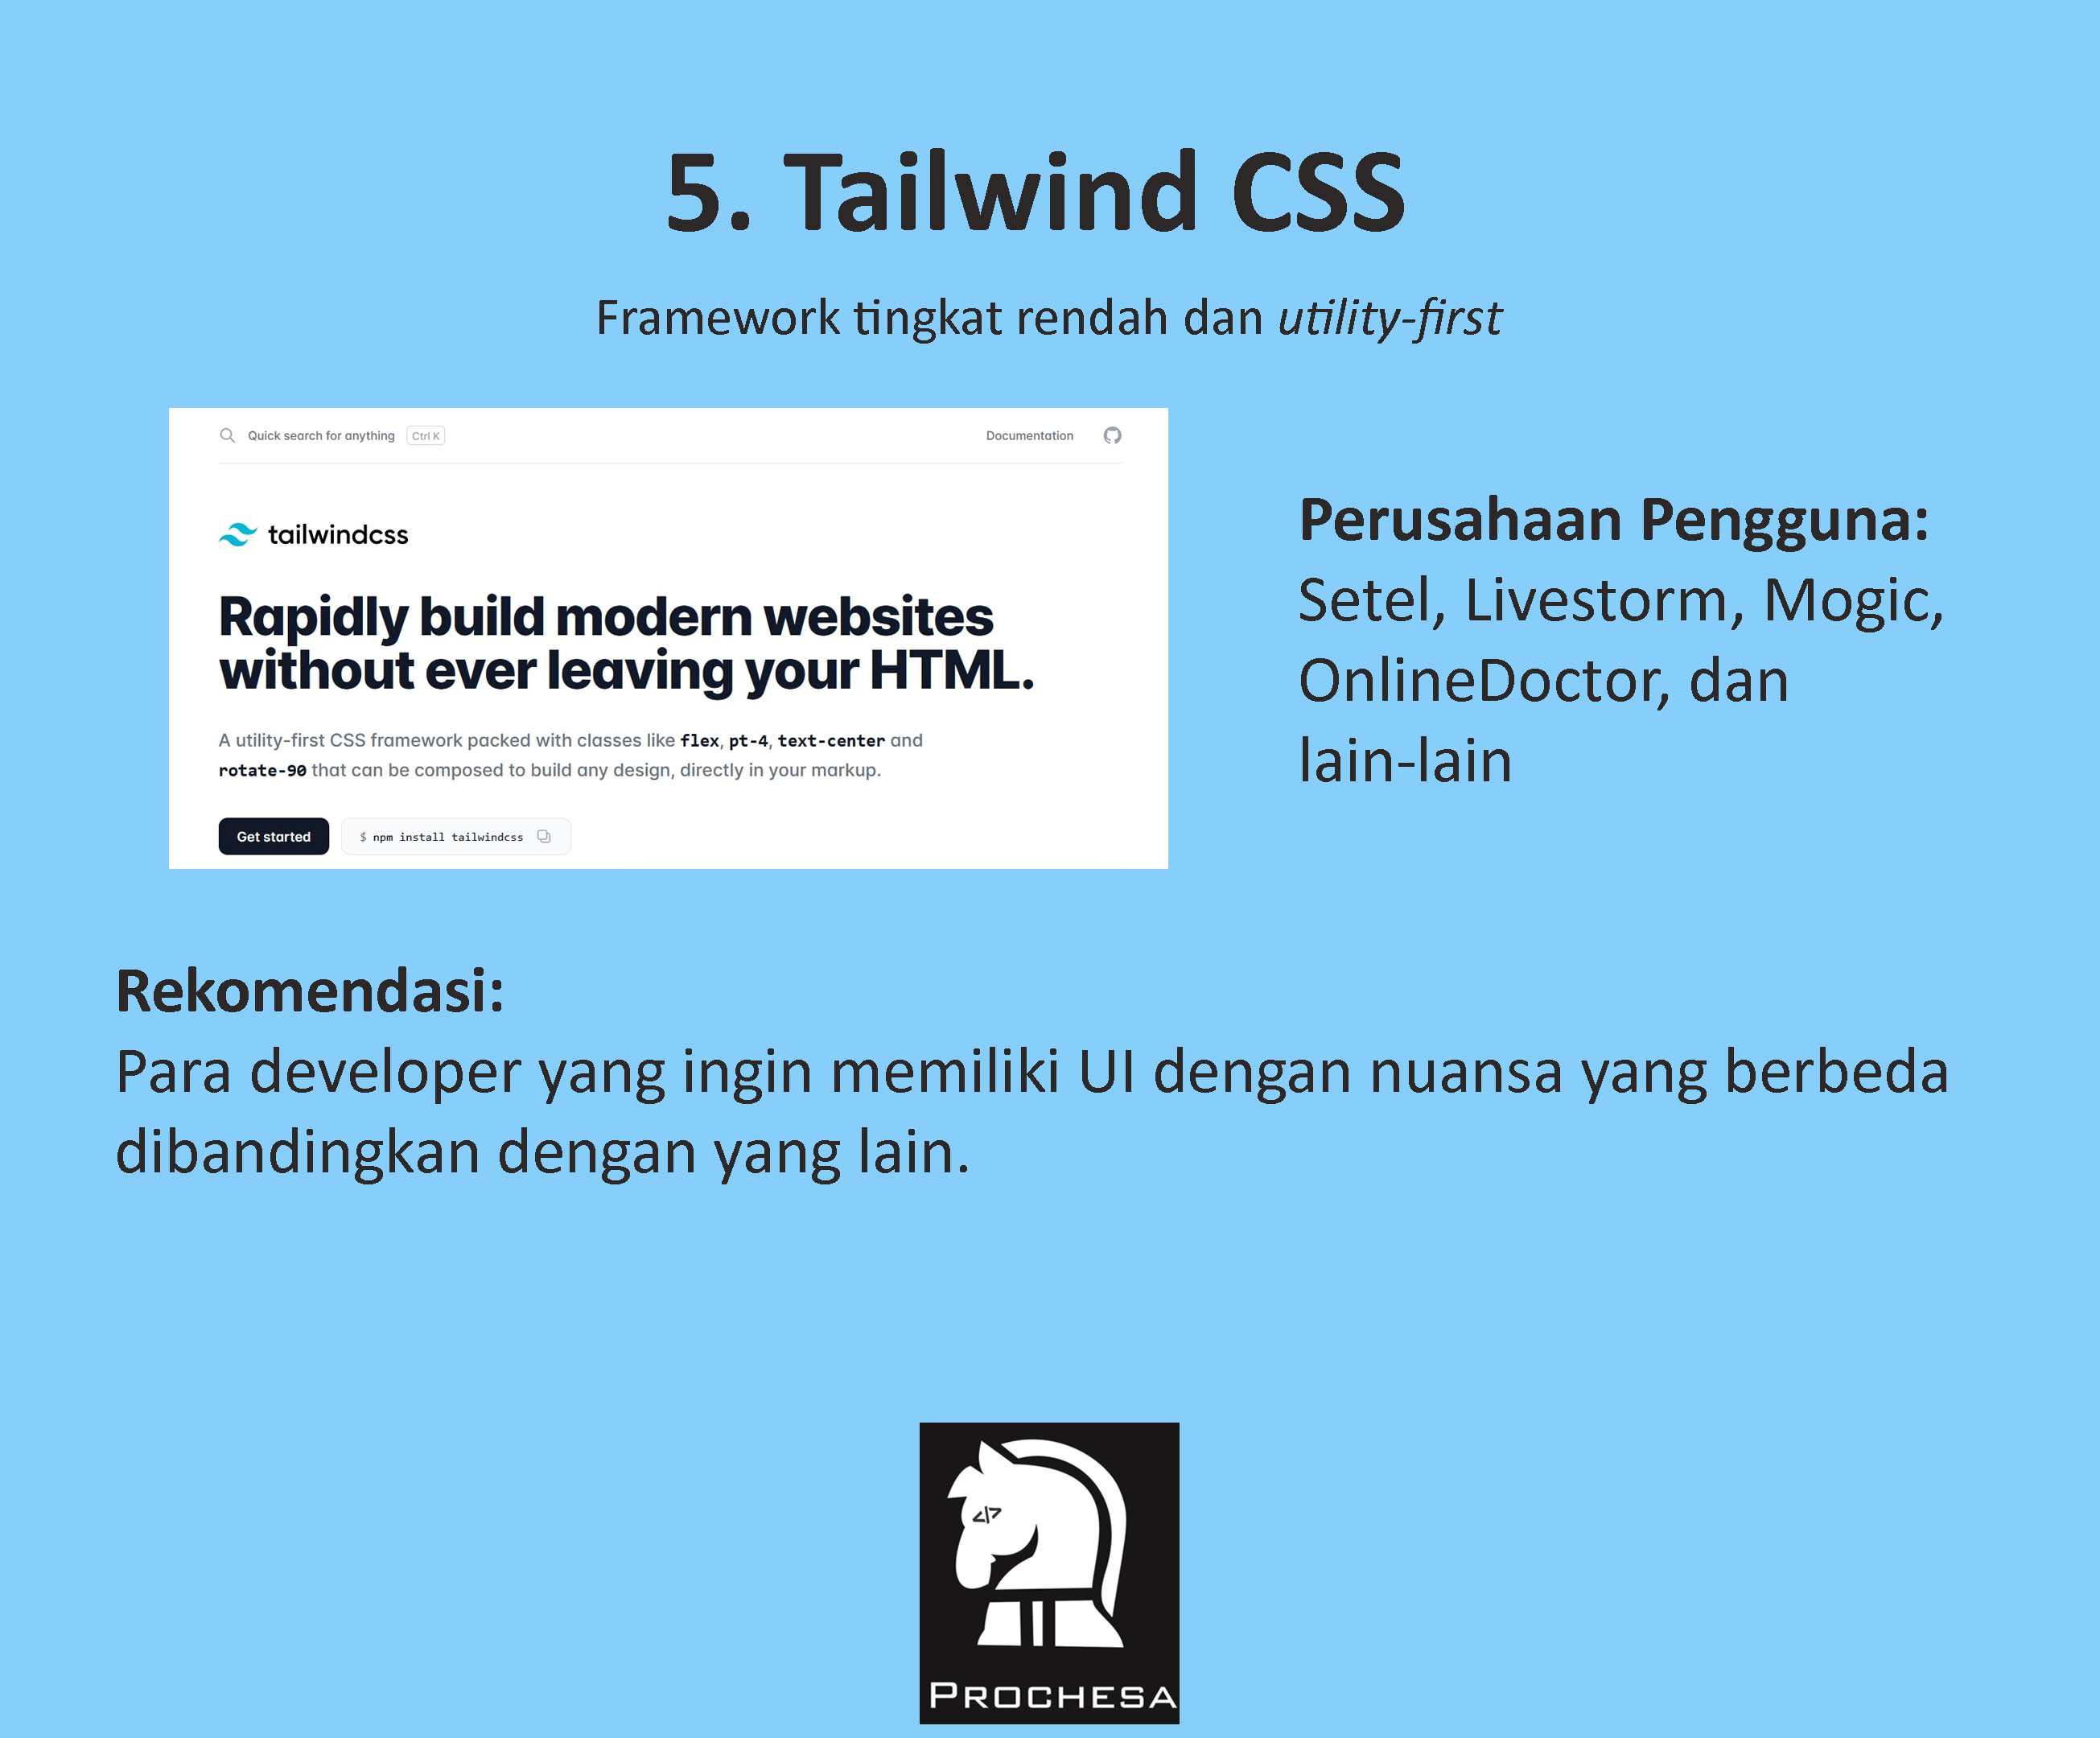 5. Tailwind CSS
Framework tingkat rendah dan utility-first
Quick search for anything Ctrl K Documentation
tailwindcss
Rapidly build modern websites
without ever leaving your HTML.
A utility-first CSS framework packed with classes like flex, pt-4, text-center and
rotate-90 that can be composed to build any design, directly in your markup.
Get started $ npm install tailwindcss
Perusahaan Pengguna:
Setel, Livestorm, Mogic,
OnlineDoctor, dan
lain-lain
Rekomendasi:
Para developer yang ingin memiliki UI dengan nuansa yang berbeda
dibandingkan dengan yang lain.
</>
PROCHESA